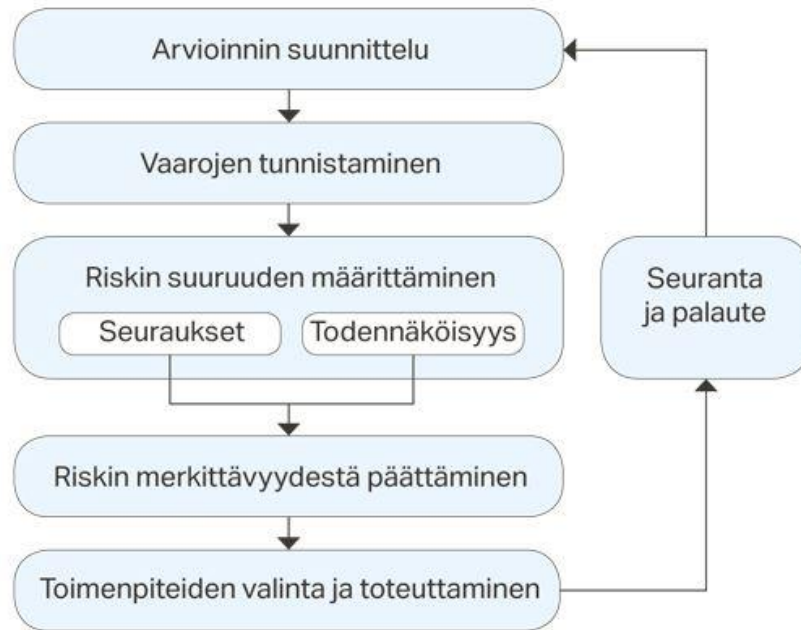 Arvioinnin suunnittelu
Vaarojen tunnistaminen
Riskin suuruuden määrittäminen
Seuraukset
Todennäköisyys
Riskin merkittävyydestä päättäminen
Toimenpiteiden valinta ja toteuttaminen
Seuranta
ja palaute